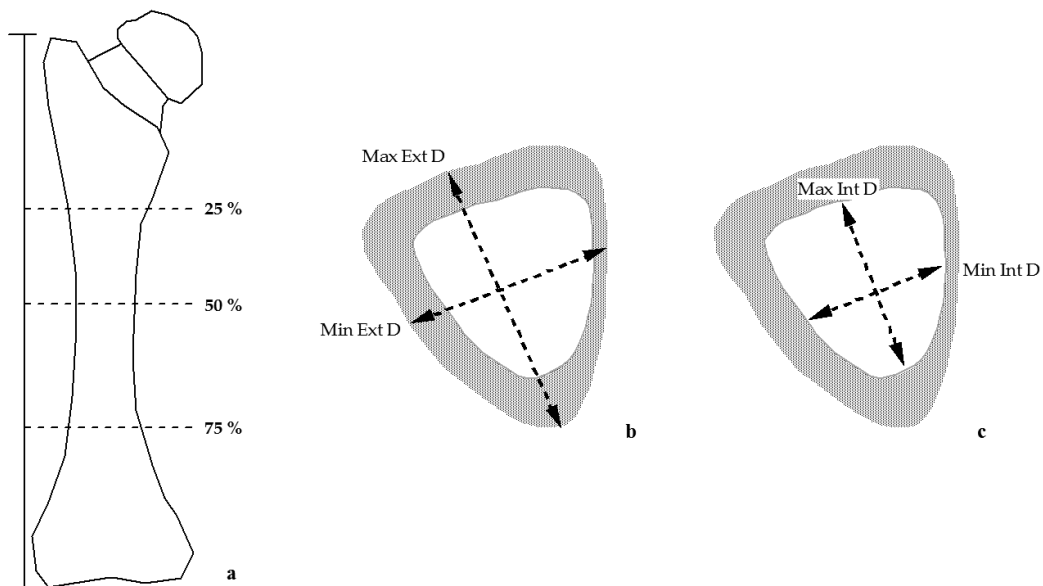 25 %
50 %
75 %
a
Max Ext D
Min Ext D
b
Max Int D
Min Int D
c